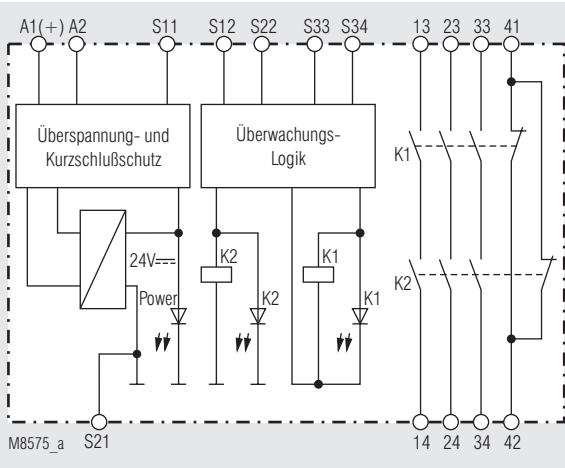 A1(+) A2 S11 S12 S22 S33 S34 13 23 33 41
Überspannung- und
Kurzschlußschutz
Überwachungs-
Logik
K1
24V
K2
K1
K2
Power
K2
K1
M8575_a
S21
14 24 34 42